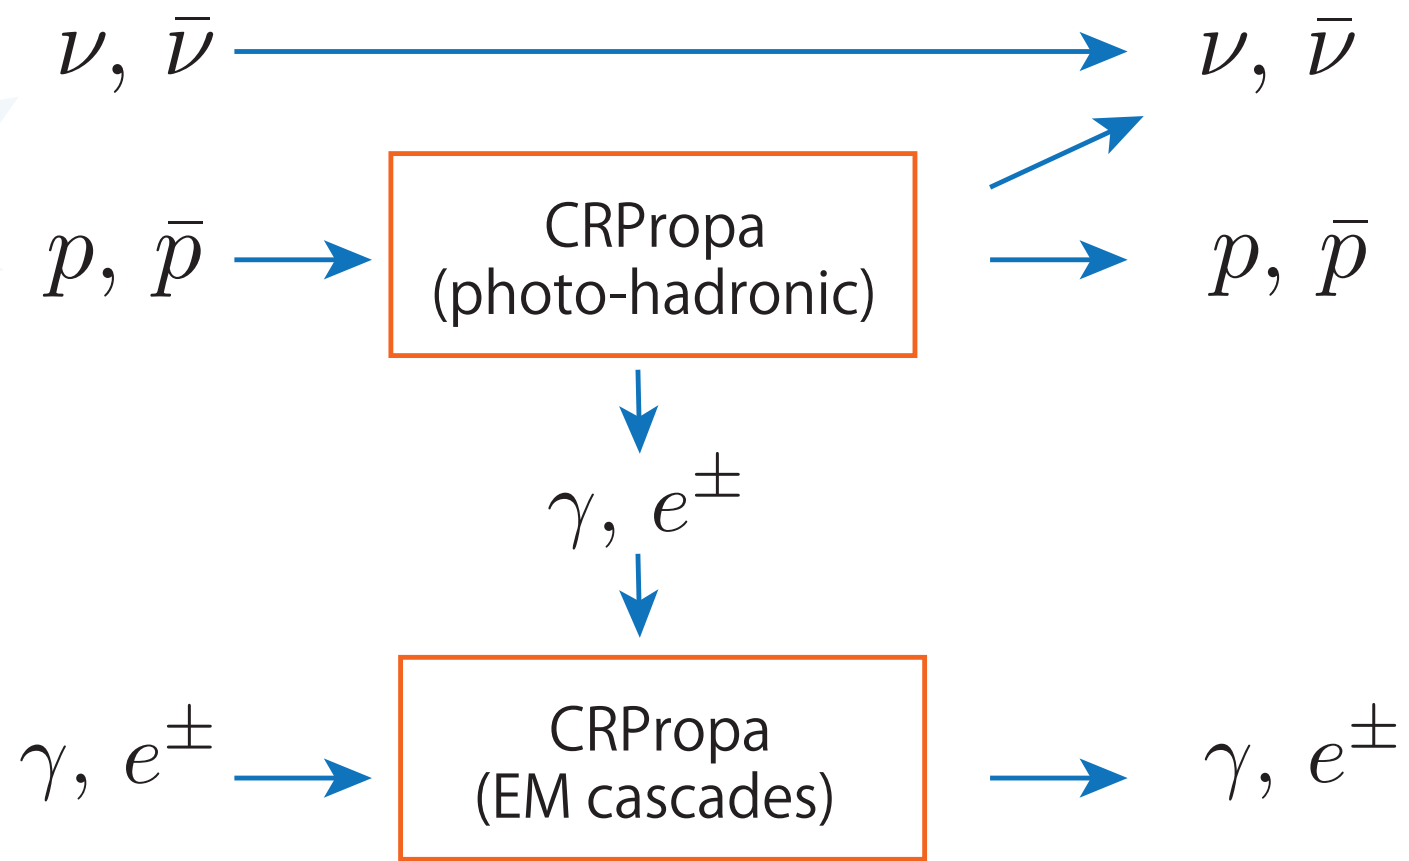 ν, ν̄
ν, ν̄
p, p̄
CRPropa
(photo-hadronic)
p, p̄
γ, e±
γ, e±
CRPropa
(EM cascades)
γ, e±